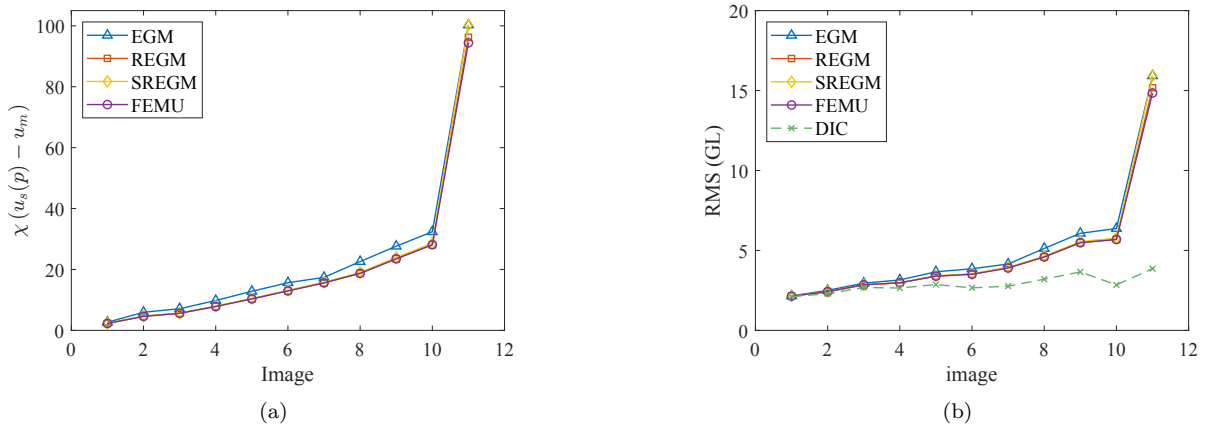 100
80
60
40
20
0
0 2 4 6 8 10 12
Image
χ (u_s(p) − u_m)
EGM
REGM
SREGM
FEMU
(a)
20
15
10
5
0
0 2 4 6 8 10 12
image
RMS (GL)
EGM
REGM
SREGM
FEMU
DIC
(b)